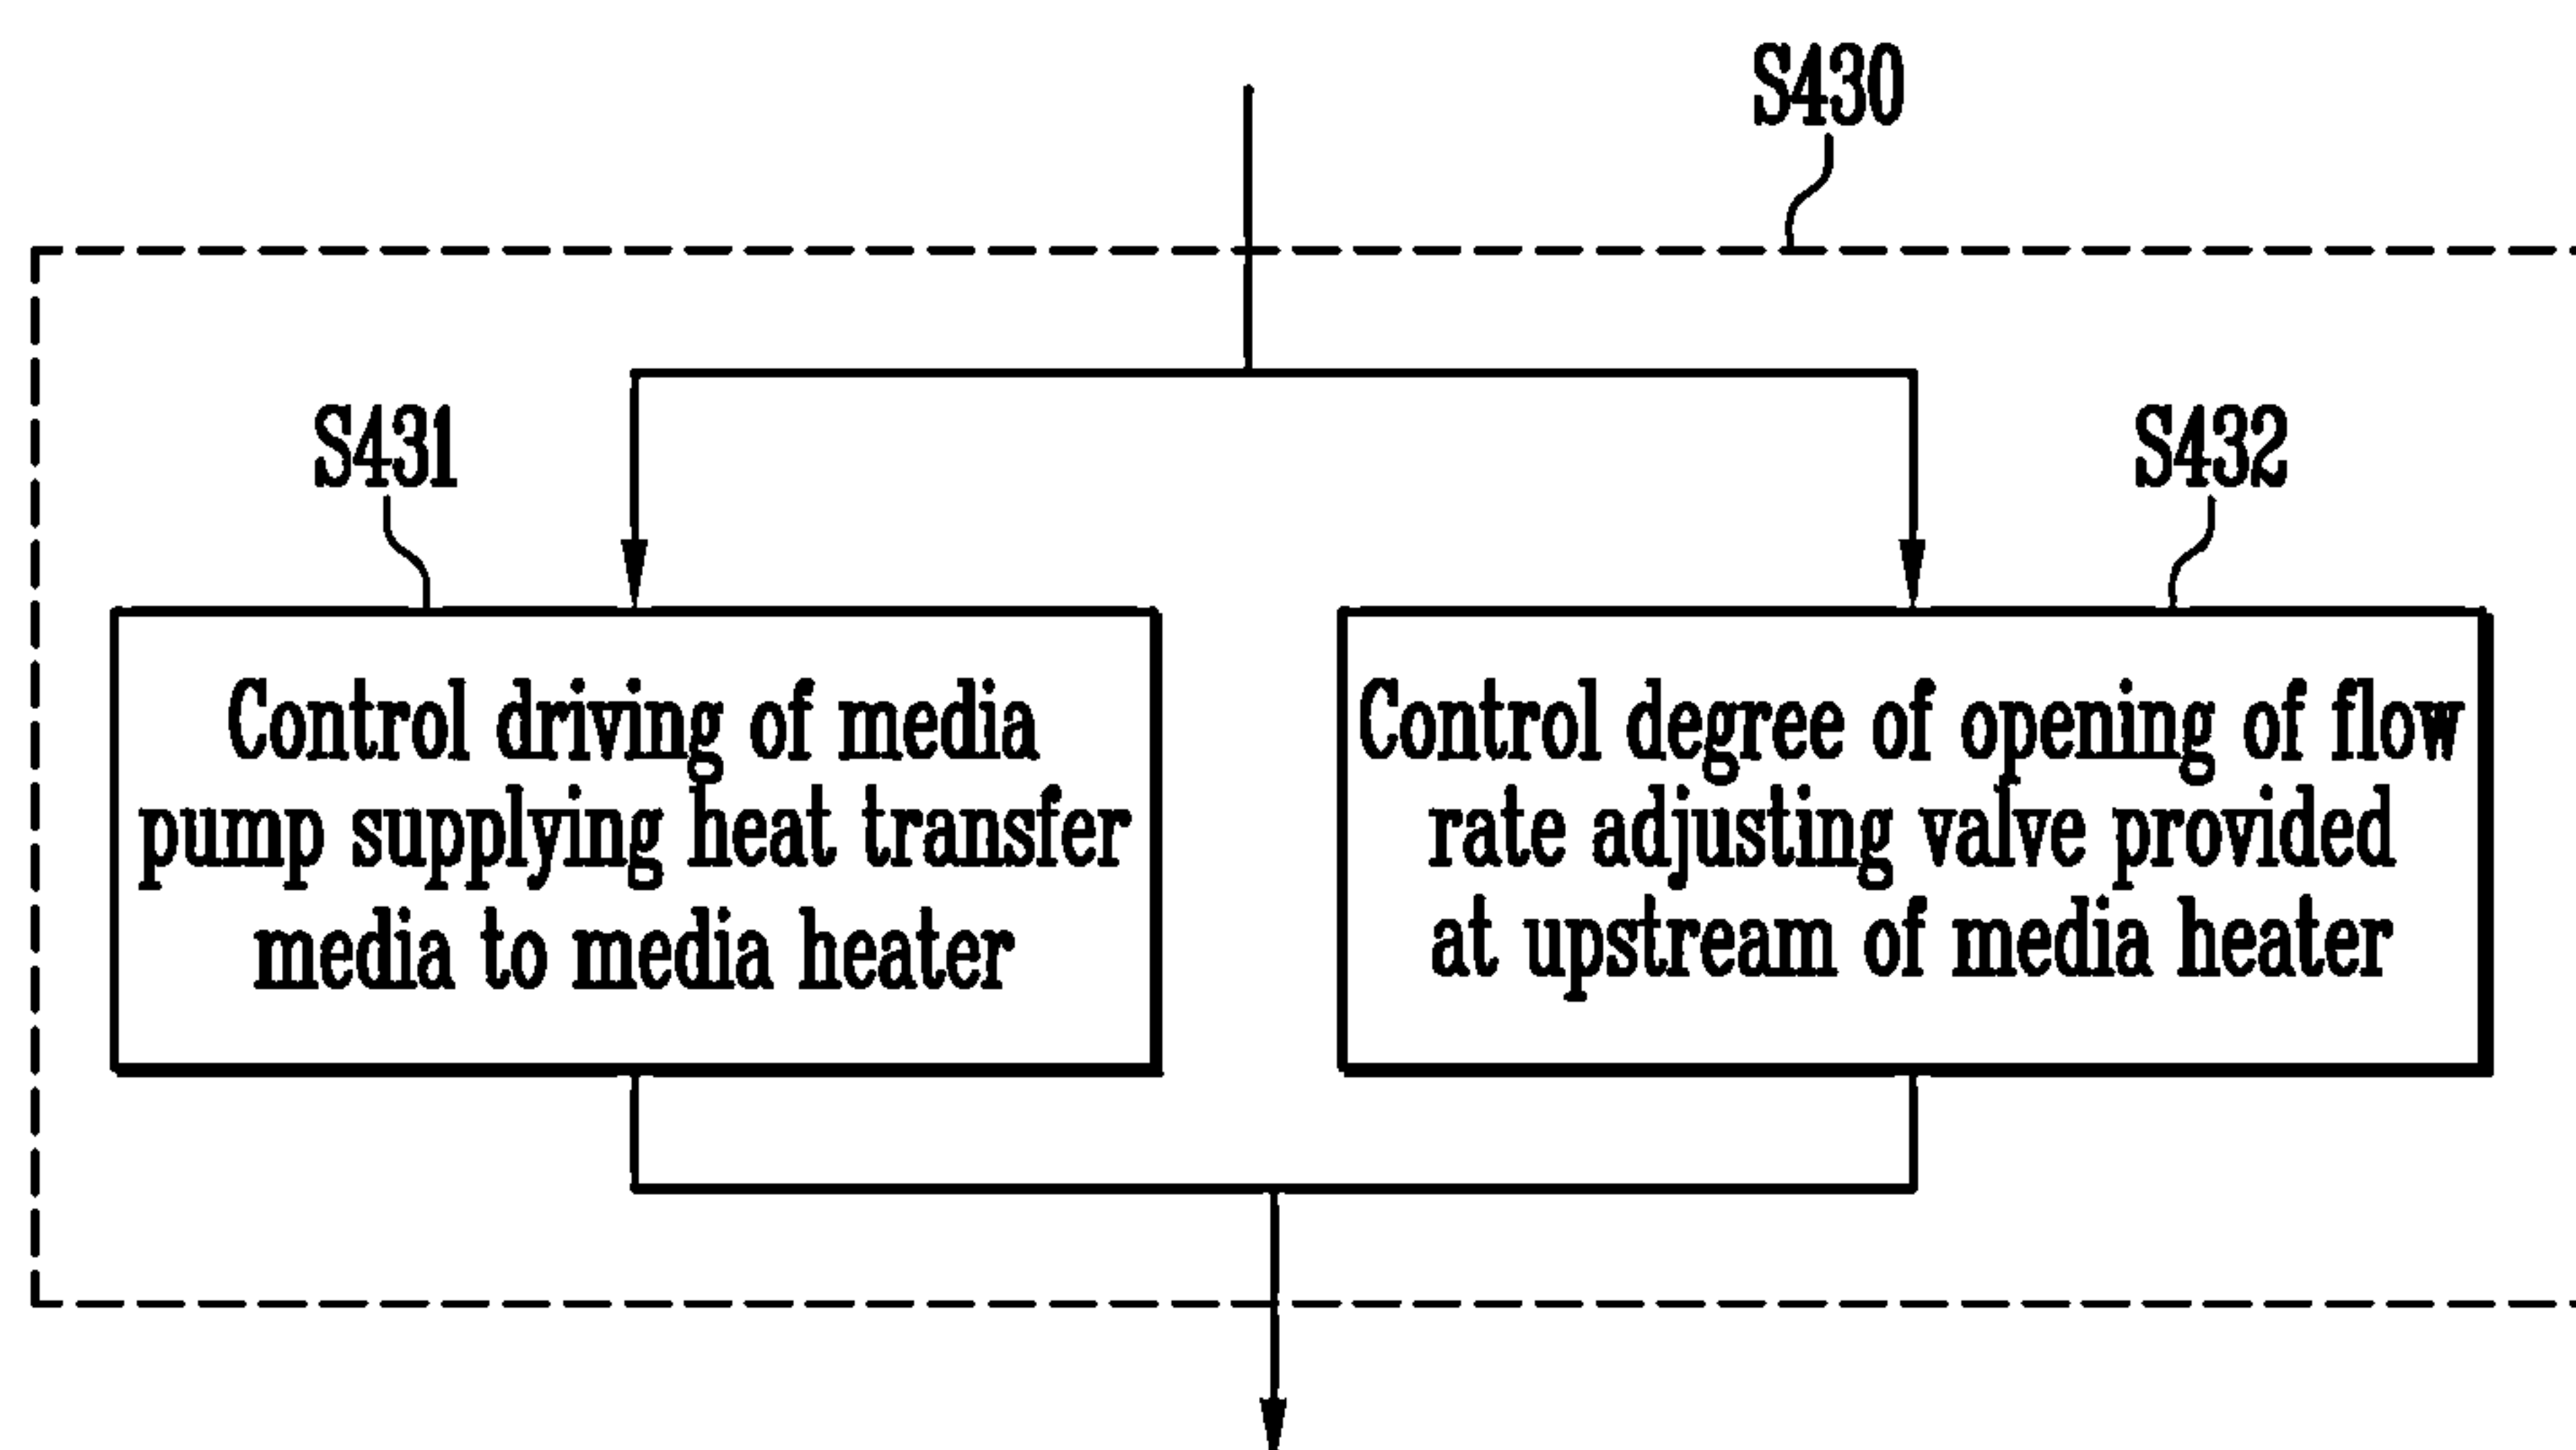 S430
S431
S432
Control driving of media
pump supplying heat transfer
media to media heater
Control degree of opening of flow
rate adjusting valve provided
at upstream of media heater